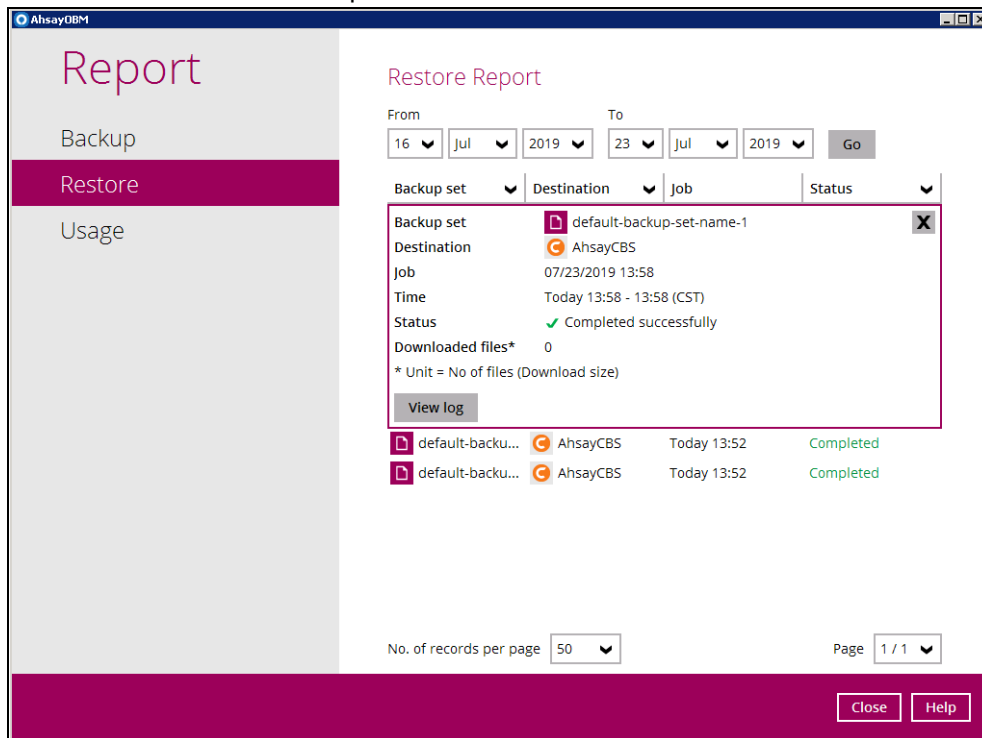 AhsayOBM
Report
Backup
Restore
Usage
Restore Report
From To
16 Jul 2019 23 Jul 2019 Go
Backup set Destination Job Status
Backup set default-backup-set-name-1 X
Destination AhsayCBS
Job 07/23/2019 13:58
Time Today 13:58 - 13:58 (CST)
Status Completed successfully
Downloaded files* 0
* Unit = No of files (Download size)
View log
default-backu... AhsayCBS Today 13:52 Completed
default-backu... AhsayCBS Today 13:52 Completed
No. of records per page 50 Page 1 / 1
Close Help